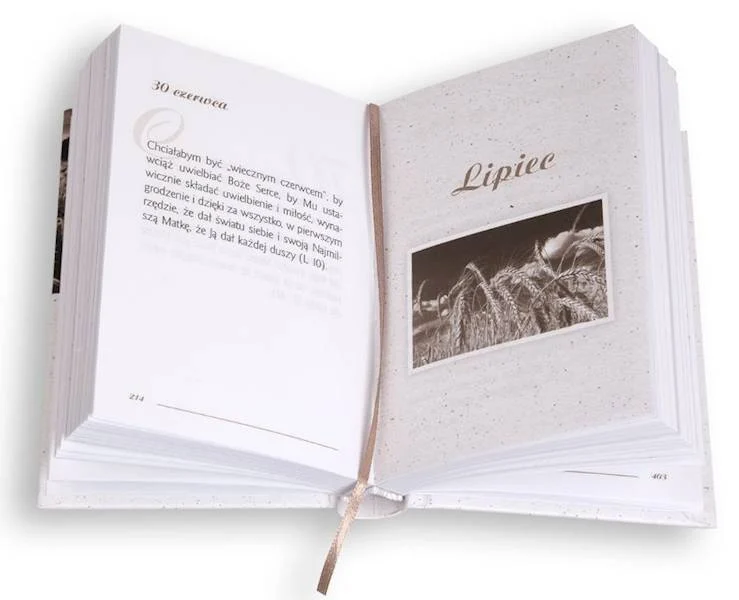 30 czerwca
Chciałabym być „wiecznym czerwcem”, by
wciąż uwielbiać Boże Serce, by Mu usta-
wicznie składać uwielbienie i miłość, wyna-
grodzenie i dzięki za wszystko, w pierwszym
rzędzie, że dał światu siebie i swoją Najmil-
szą Matkę, że Ją dał każdej duszy (L 10).
214
Lipiec
403